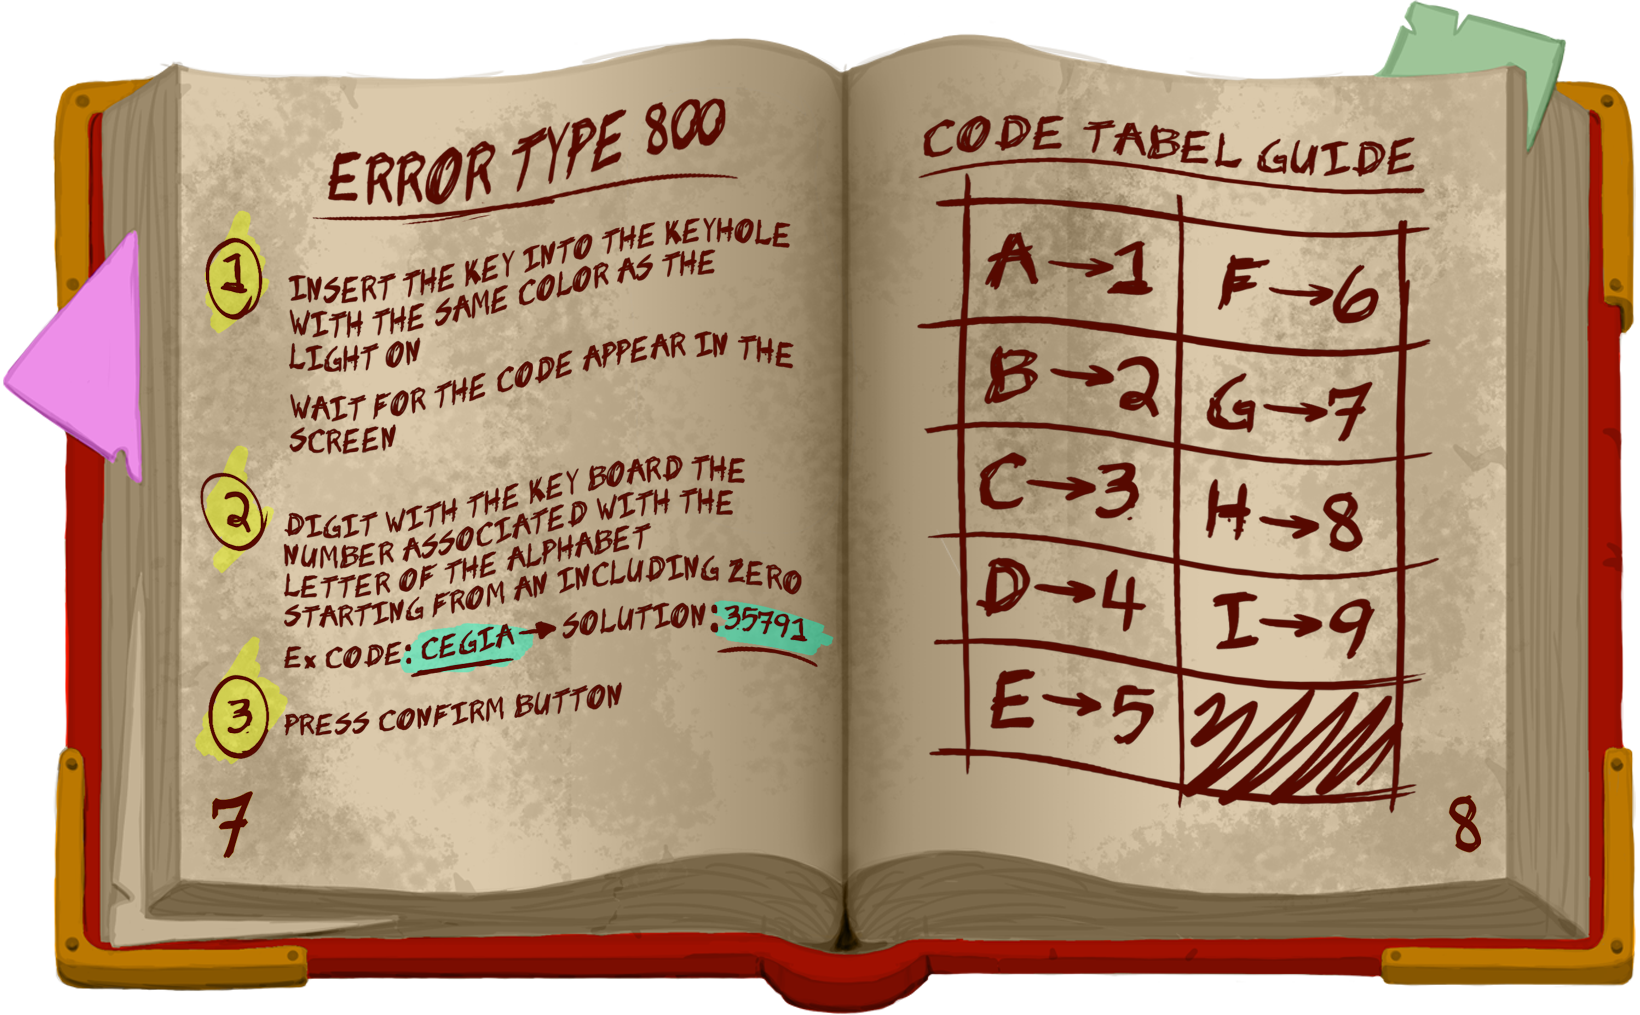 ERROR TYPE 800
1
INSERT THE KEY INTO THE KEYHOLE
WITH THE SAME COLOR AS THE
LIGHT ON
WAIT FOR THE CODE APPEAR IN THE
SCREEN
2
DIGIT WITH THE KEY BOARD THE
NUMBER ASSOCIATED WITH THE
LETTER OF THE ALPHABET
STARTING FROM AN INCLUDING ZERO
Ex CODE: CEGIA → SOLUTION: 35791
3
PRESS CONFIRM BUTTON
7
CODE TABEL GUIDE
A → 1
F → 6
B → 2
G → 7
C → 3
H → 8
D → 4
I → 9
E → 5
8